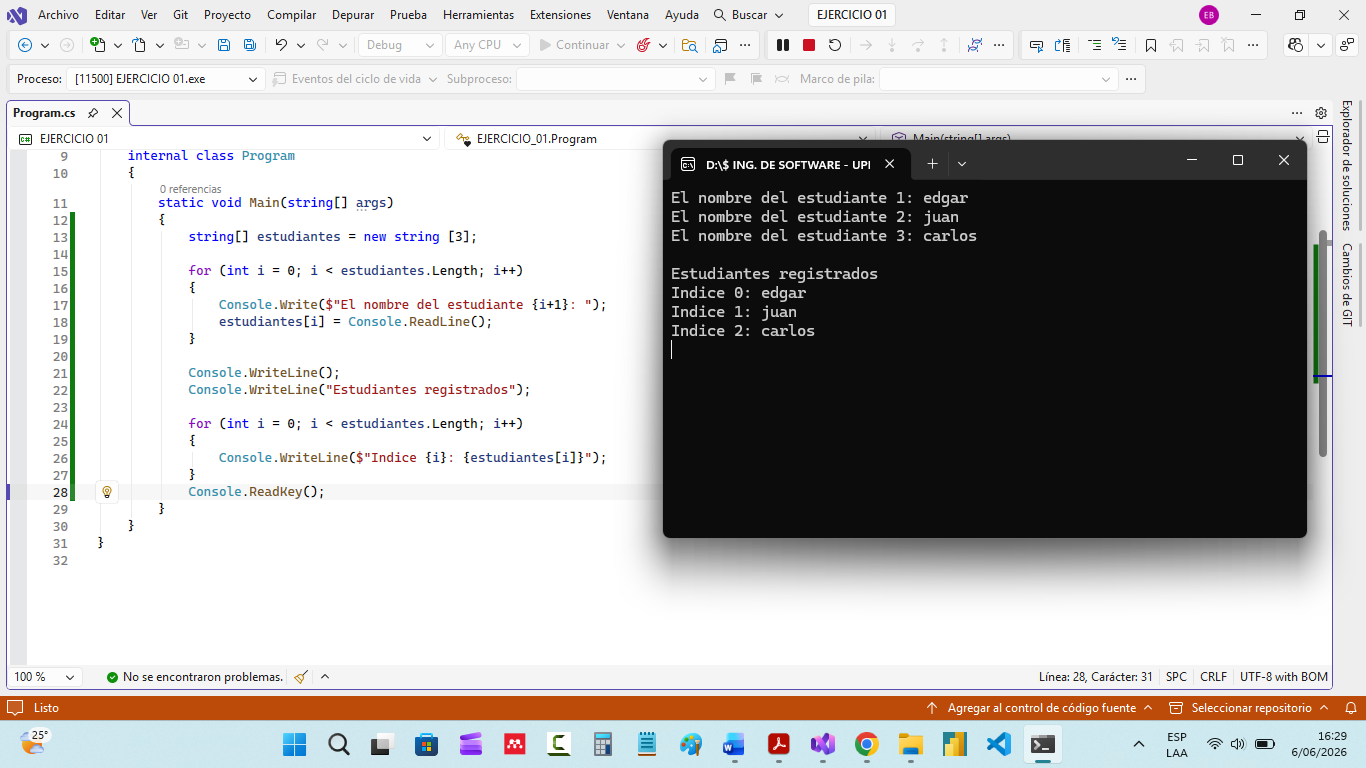 Archivo Editar Ver Git Proyecto Compilar Depurar Prueba Herramientas Extensiones Ventana Ayuda Buscar EJERCICIO 01 EB
Debug Any CPU Continuar
Proceso: [11500] EJERCICIO 01.exe Eventos del ciclo de vida Subproceso: Marco de pila:
Program.cs
C# EJERCICIO 01 EJERCICIO_01.Program Main(string[] args)
9 internal class Program
10 {
0 referencias
11 static void Main(string[] args)
12 {
13 string[] estudiantes = new string [3];
14
15 for (int i = 0; i < estudiantes.Length; i++)
16 {
17 Console.Write($"El nombre del estudiante {i+1}: ");
18 estudiantes[i] = Console.ReadLine();
19 }
20
21 Console.WriteLine();
22 Console.WriteLine("Estudiantes registrados");
23
24 for (int i = 0; i < estudiantes.Length; i++)
25 {
26 Console.WriteLine($"Indice {i}: {estudiantes[i]}");
27 }
28 Console.ReadKey();
29 }
30 }
31 }
32
D:\$ ING. DE SOFTWARE - UPI
El nombre del estudiante 1: edgar
El nombre del estudiante 2: juan
El nombre del estudiante 3: carlos
Estudiantes registrados
Indice 0: edgar
Indice 1: juan
Indice 2: carlos
Explorador de soluciones
Cambios de GIT
100 % No se encontraron problemas. Línea: 28, Carácter: 31 SPC CRLF UTF-8 with BOM
Listo Agregar al control de código fuente Seleccionar repositorio
25° ESP 16:29
LAA 6/06/2026